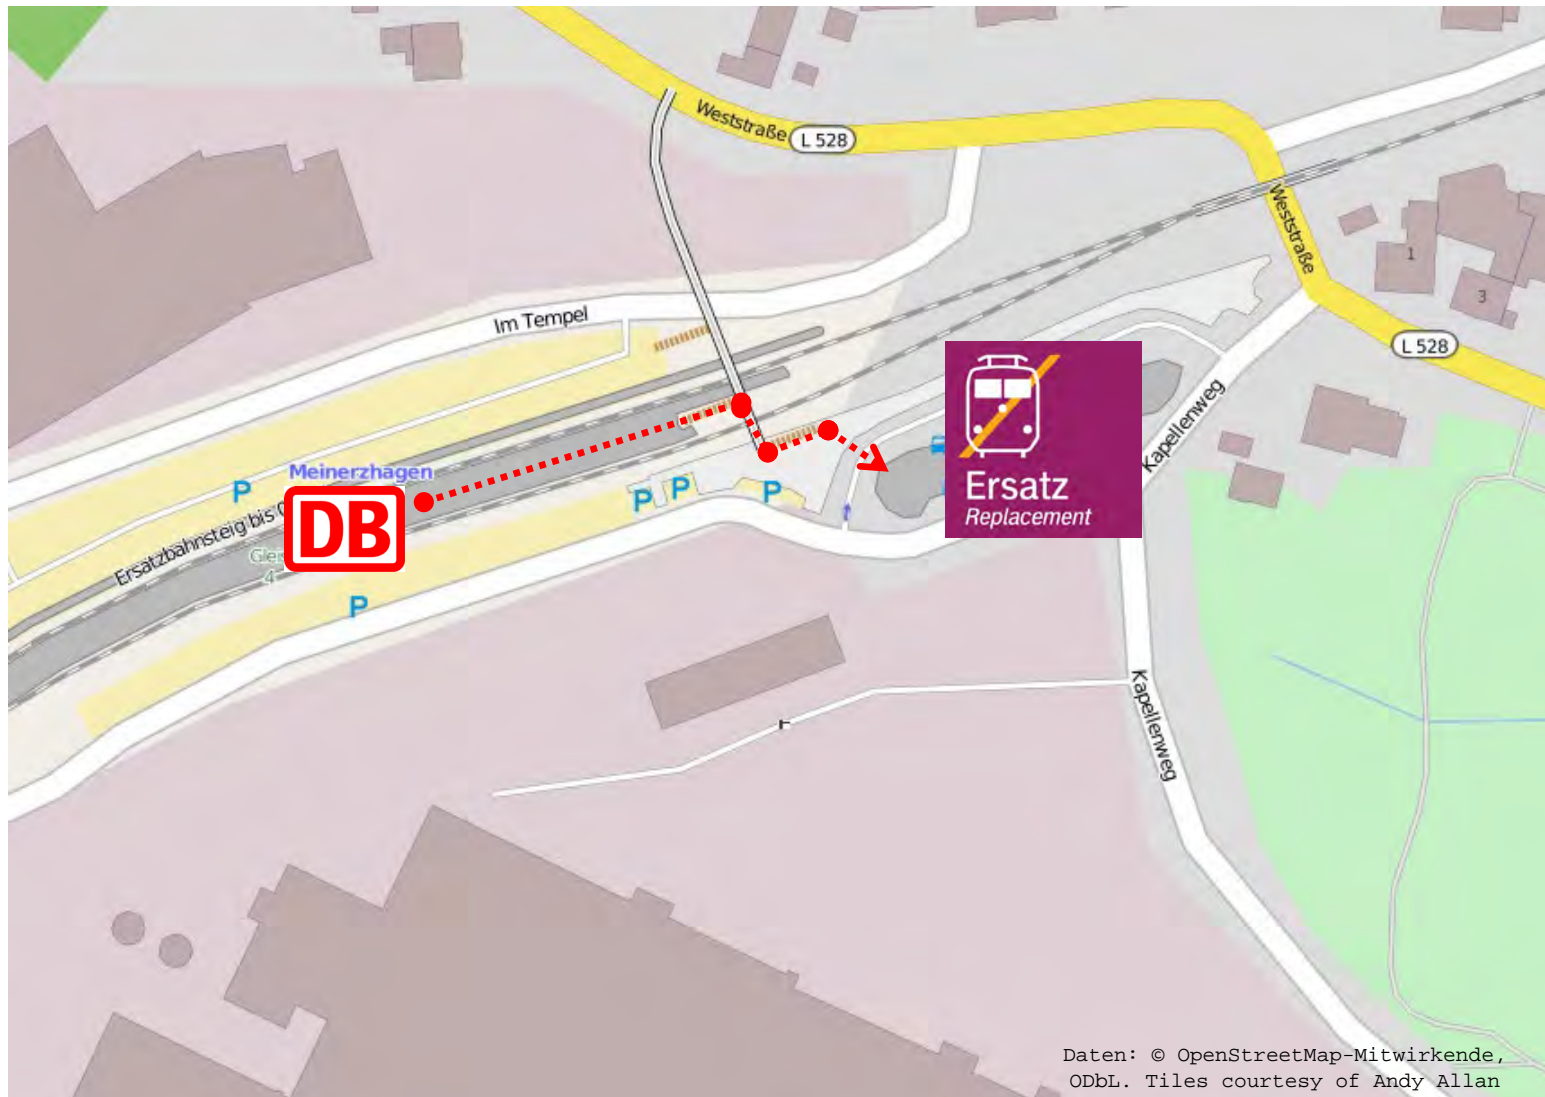 Weststraße
L 528
Weststraße
1
3
Im Tempel
L 528
Kapellenweg
Meinerzhagen
P
DB
Ersatzbahnsteig bis
4
P
P
P
P
Ersatz
Replacement
Kapellenweg
Daten: © OpenStreetMap-Mitwirkende,
ODbL. Tiles courtesy of Andy Allan